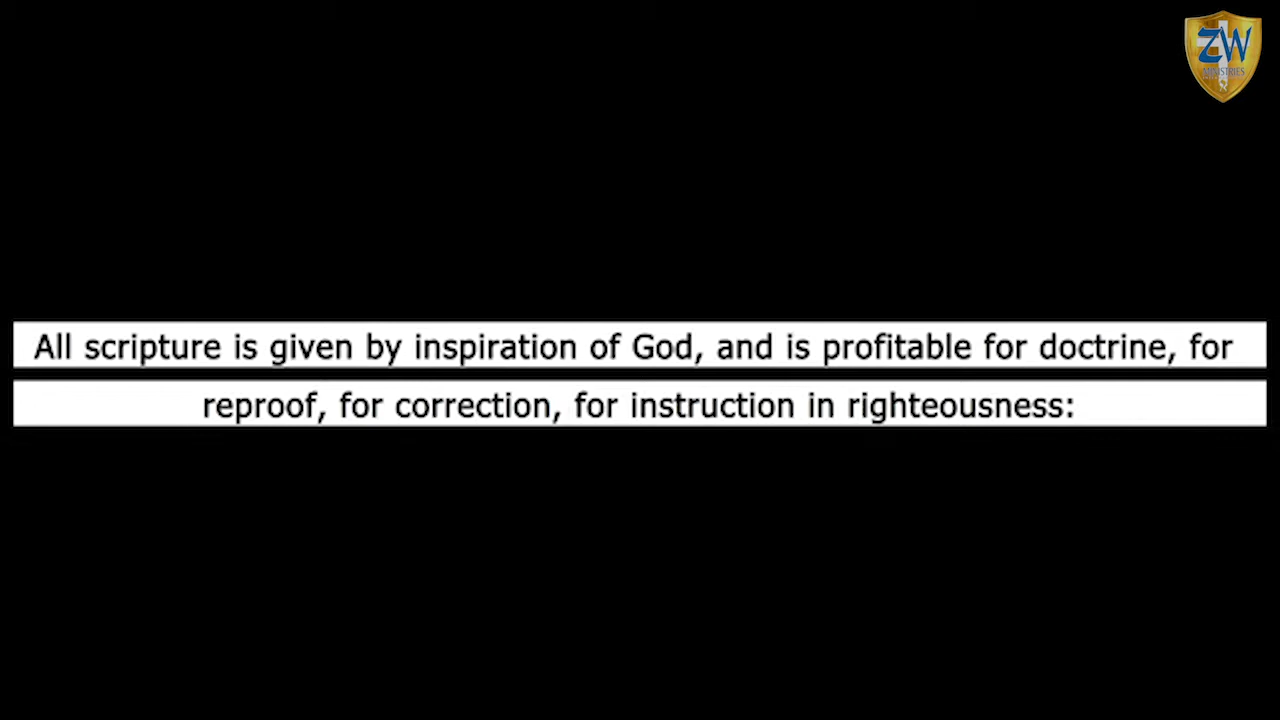 ZW
MINISTRIES
All scripture is given by inspiration of God, and is profitable for doctrine, for
reproof, for correction, for instruction in righteousness: